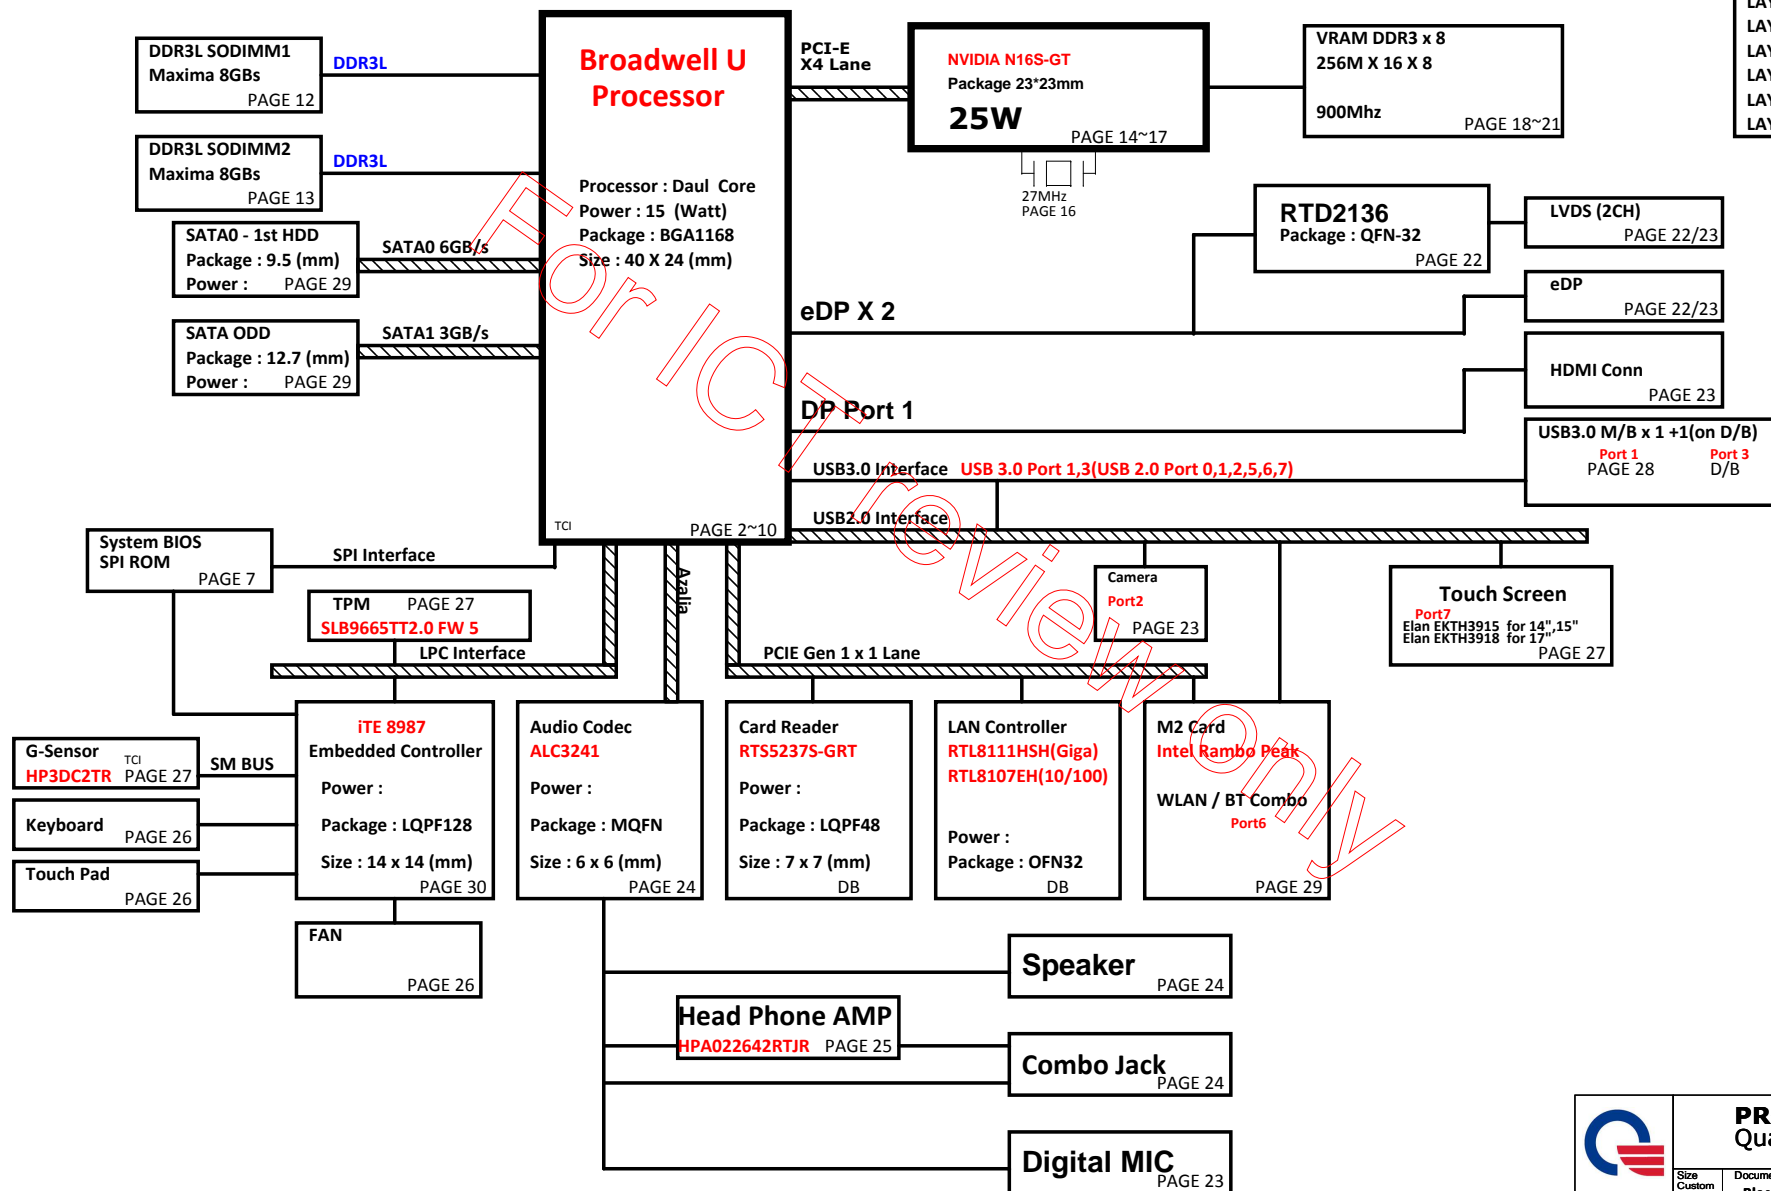 DDR3L SODIMM1
Maxima 8GBs
PAGE 12
DDR3L
DDR3L SODIMM2
Maxima 8GBs
PAGE 13
DDR3L
SATA0 - 1st HDD
Package : 9.5 (mm)
Power : PAGE 29
SATA0 6GB/s
SATA ODD
Package : 12.7 (mm)
Power : PAGE 29
SATA1 3GB/s
Broadwell U
Processor
Processor : Daul Core
Power : 15 (Watt)
Package : BGA1168
Size : 40 X 24 (mm)
TCI
PAGE 2~10
PCI-E
X4 Lane
NVIDIA N16S-GT
Package 23*23mm
25W
PAGE 14~17
27MHz
PAGE 16
VRAM DDR3 x 8
256M X 16 X 8
900Mhz
PAGE 18~21
LAY
LAY
LAY
LAY
LAY
RTD2136
Package : QFN-32
PAGE 22
LVDS (2CH)
PAGE 22/23
eDP X 2
eDP
PAGE 22/23
HDMI Conn
PAGE 23
DP Port 1
USB3.0 M/B x 1 +1(on D/B)
Port 1 Port 3
PAGE 28 D/B
USB3.0 Interface USB 3.0 Port 1,3(USB 2.0 Port 0,1,2,5,6,7)
USB2.0 Interface
System BIOS
SPI ROM
PAGE 7
SPI Interface
TPM PAGE 27
SLB9665TT2.0 FW 5
LPC Interface
Azalia
PCIE Gen 1 x 1 Lane
Camera
Port2
PAGE 23
Touch Screen
Port7
Elan EKTH3915 for 14",15"
Elan EKTH3918 for 17"
PAGE 27
G-Sensor TCI
HP3DC2TR PAGE 27
SM BUS
Keyboard
PAGE 26
Touch Pad
PAGE 26
iTE 8987
Embedded Controller
Power :
Package : LQPF128
Size : 14 x 14 (mm)
PAGE 30
FAN
PAGE 26
Audio Codec
ALC3241
Power :
Package : MQFN
Size : 6 x 6 (mm)
PAGE 24
Card Reader
RTS5237S-GRT
Power :
Package : LQPF48
Size : 7 x 7 (mm)
DB
LAN Controller
RTL8111HSH(Giga)
RTL8107EH(10/100)
Power :
Package : OFN32
DB
M2 Card
Intel Rambo Peak
WLAN / BT Combo
Port6
PAGE 29
Speaker
PAGE 24
Head Phone AMP
HPA022642RTJR PAGE 25
Combo Jack
PAGE 24
Digital MIC
PAGE 23
For ICT review only
PR
Qua
Size
Custom
Docume